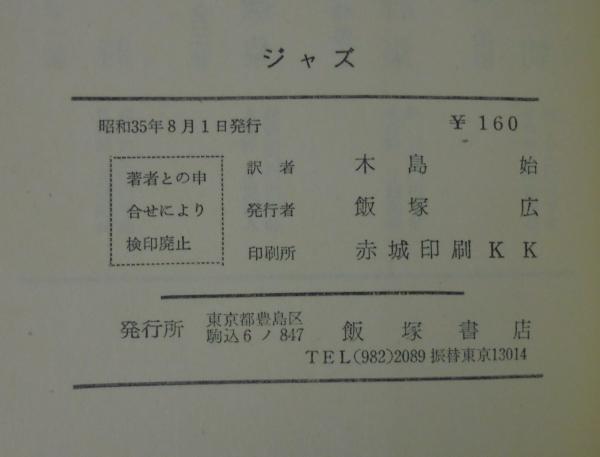 ジャズ
昭和35年8月1日発行
¥ 160
著者との申
合せにより
検印廃止
訳者 木島 始
発行者 飯塚 広
印刷所 赤城印刷KK
発行所 東京都豊島区
駒込6ノ847
飯塚書店
TEL(982)2089 振替東京13014